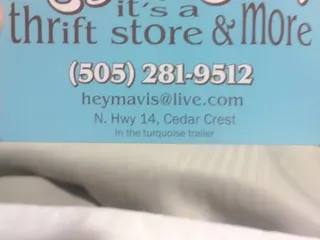 it's a
thrift store & More
(505) 281-9512
heymavis@live.com
N. Hwy 14, Cedar Crest
In the turquoise trailer